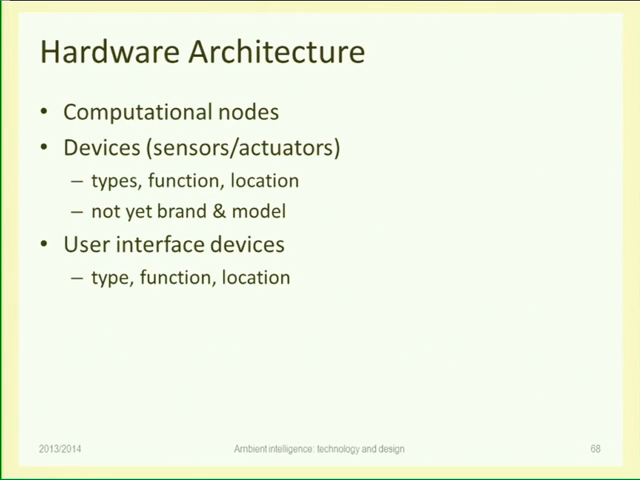 Hardware Architecture
• Computational nodes
• Devices (sensors/actuators)
– types, function, location
– not yet brand & model
• User interface devices
– type, function, location
2013/2014 Ambient intelligence: technology and design 68